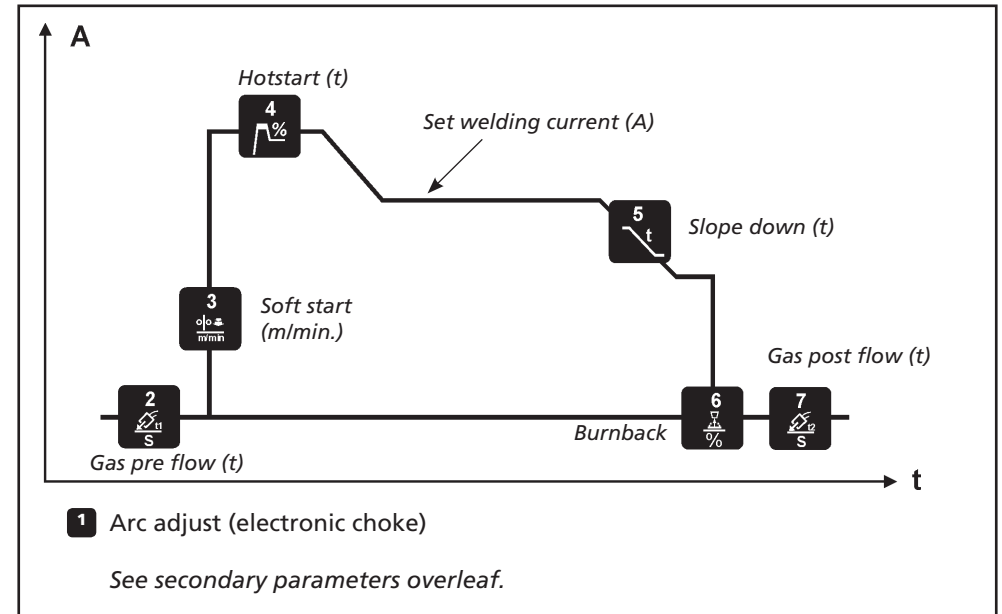 A
Hotstart (t)
4
%
Set welding current (A)
5
t
Slope down (t)
3
m/min
Soft start
(m/min.)
Gas post flow (t)
2
t1
S
6
%
7
t2
S
Burnback
Gas pre flow (t)
t
1 Arc adjust (electronic choke)
See secondary parameters overleaf.